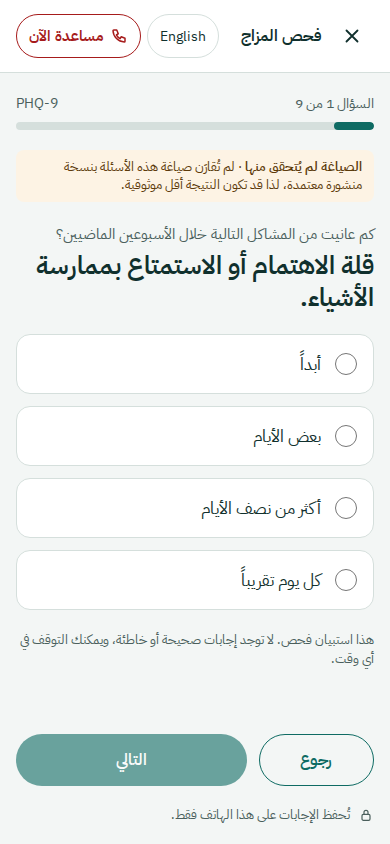 فحص المزاج
English
مساعدة الآن
السؤال 1 من 9
PHQ-9
الصياغة لم يُتحقق منها · لم تُقارَن صياغة هذه الأسئلة بنسخة
منشورة معتمدة، لذا قد تكون النتيجة أقل موثوقية.
كم عانيت من المشاكل التالية خلال الأسبوعين الماضيين؟
قلة الاهتمام أو الاستمتاع بممارسة
الأشياء.
أبداً
بعض الأيام
أكثر من نصف الأيام
كل يوم تقريباً
هذا استبيان فحص. لا توجد إجابات صحيحة أو خاطئة، ويمكنك التوقف في
أي وقت.
رجوع
التالي
تُحفظ الإجابات على هذا الهاتف فقط.